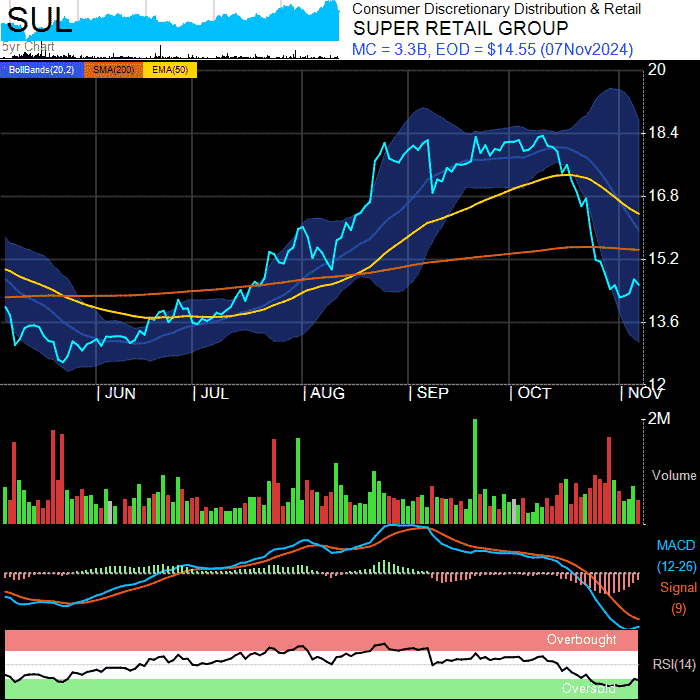 SUL
5yr Chart
Consumer Discretionary Distribution & Retail
SUPER RETAIL GROUP
MC = 3.3B, EOD = $14.55 (07Nov2024)
BollBands(20,2) SMA(200) EMA(50)
20
18.4
16.8
15.2
13.6
12
JUN JUL AUG SEP OCT NOV
2M
Volume
MACD
(12-26)
Signal
(9)
Overbought
RSI(14)
Oversold